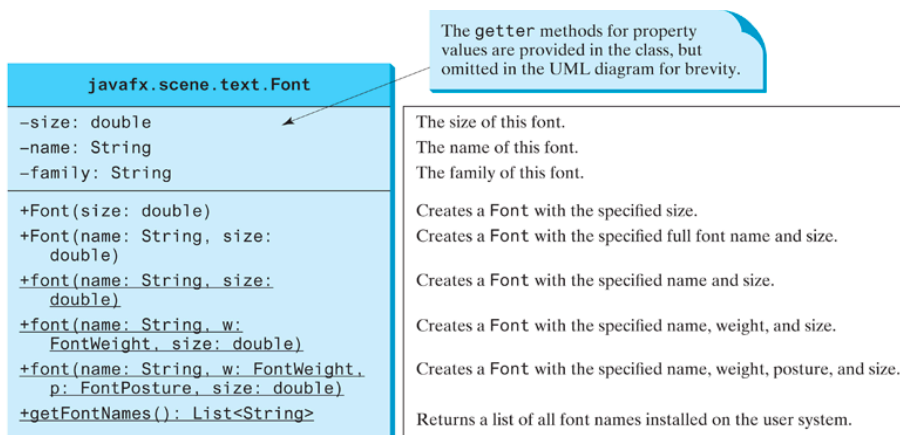 The getter methods for property
values are provided in the class, but
omitted in the UML diagram for brevity.
javafx.scene.text.Font
–size: double
The size of this font.
–name: String
The name of this font.
–family: String
The family of this font.
+Font(size: double)
Creates a Font with the specified size.
+Font(name: String, size:
double)
Creates a Font with the specified full font name and size.
+font(name: String, size:
double)
Creates a Font with the specified name and size.
+font(name: String, w:
FontWeight, size: double)
Creates a Font with the specified name, weight, and size.
+font(name: String, w: FontWeight,
p: FontPosture, size: double)
Creates a Font with the specified name, weight, posture, and size.
+getFontNames(): List<String>
Returns a list of all font names installed on the user system.